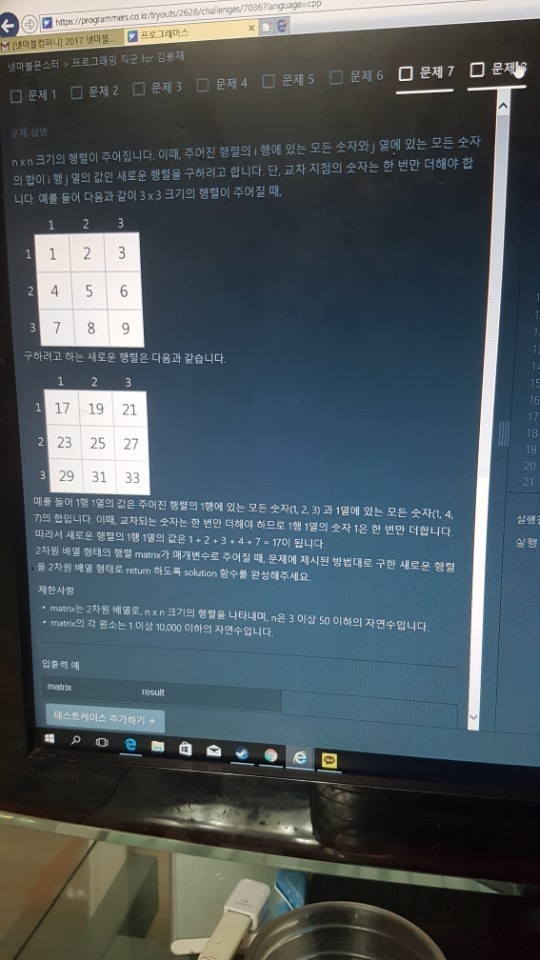 https://programmers.co.kr/tryouts/2628/challenges/7036?language=cpp
[넷마블컴퍼니] 2017 넷마블... 프로그래머스
넷마블몬스터 > 프로그래밍 직군 for 김용재
문제 1 문제 2 문제 3 문제 4 문제 5 문제 6 문제 7 문제 8
문제 설명
n x n 크기의 행렬이 주어집니다. 이때, 주어진 행렬의 i 행에 있는 모든 숫자와 j 열에 있는 모든 숫자
의 합이 i 행 j 열의 값인 새로운 행렬을 구하려고 합니다. 단, 교차 지점의 숫자는 한 번만 더해야 합
니다. 예를 들어 다음과 같이 3 x 3 크기의 행렬이 주어질 때,
1 2 3
1 1 2 3
2 4 5 6
3 7 8 9
구하려고 하는 새로운 행렬은 다음과 같습니다.
1 2 3
1 17 19 21
2 23 25 27
3 29 31 33
예를 들어 1행 1열의 값은 주어진 행렬의 1행에 있는 모든 숫자(1, 2, 3) 과 1열에 있는 모든 숫자(1, 4,
7)의 합입니다. 이때, 교차되는 숫자는 한 번만 더해야 하므로 1행 1열의 숫자 1은 한 번만 더합니다.
따라서 새로운 행렬의 1행 1열의 값은 1 + 2 + 3 + 4 + 7 = 17이 됩니다.
2차원 배열 형태의 행렬 matrix가 매개변수로 주어질 때, 문제에 제시된 방법대로 구한 새로운 행렬
을 2차원 배열 형태로 return 하도록 solution 함수를 완성해주세요.
제한사항
• matrix는 2차원 배열로, n x n 크기의 행렬을 나타내며, n은 3 이상 50 이하의 자연수입니다.
• matrix의 각 원소는 1 이상 10,000 이하의 자연수입니다.
입출력 예
matrix result
테스트케이스 추가하기 +
15
16
17
18
19
20
21
실행